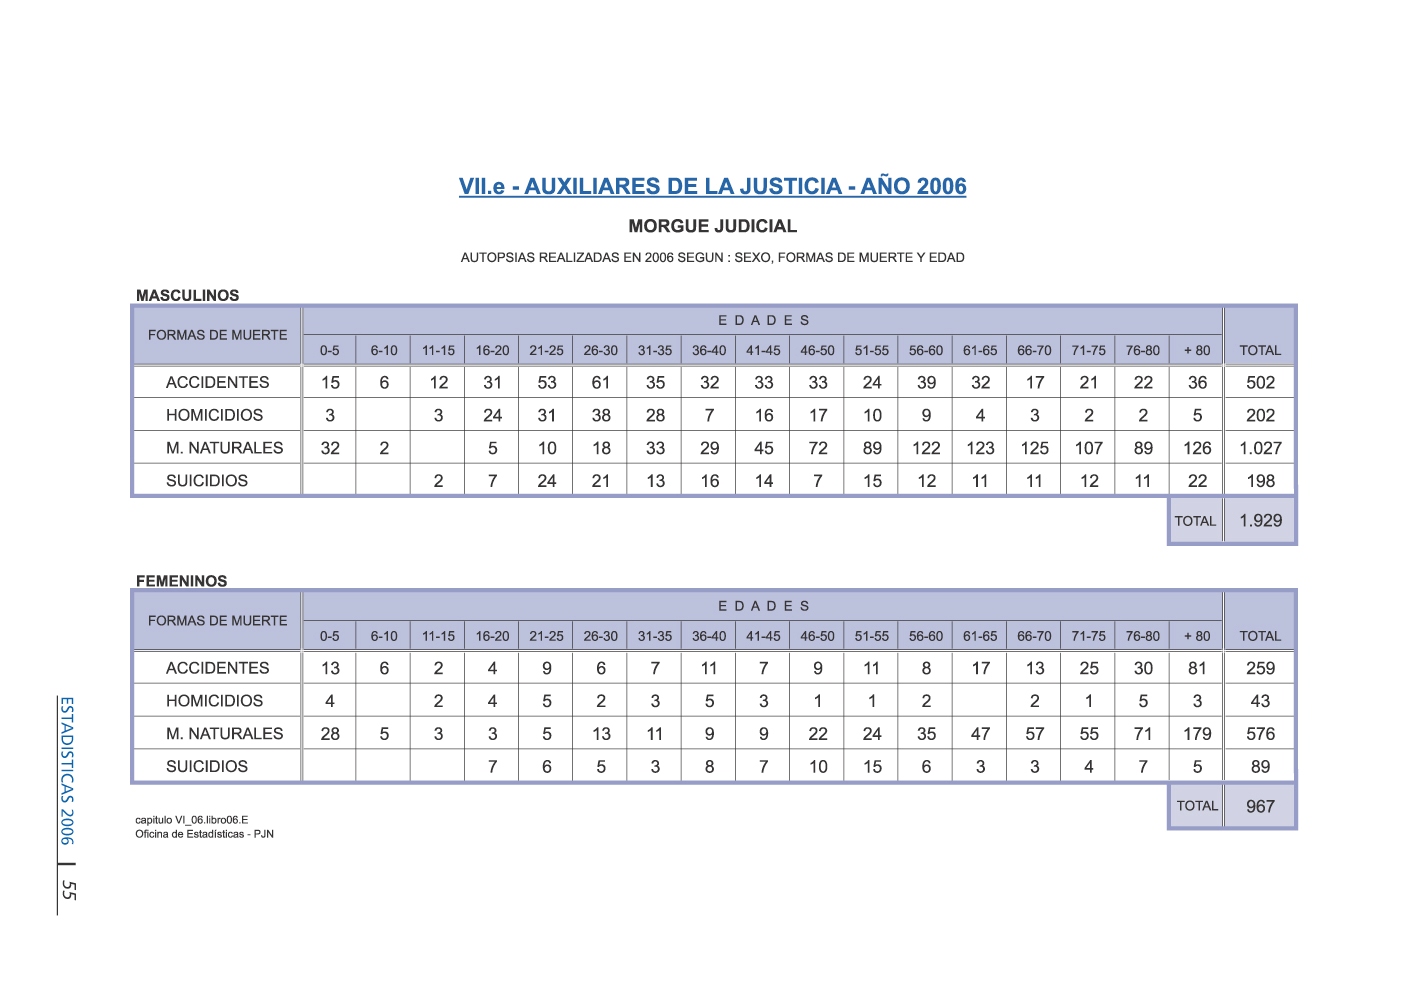 VII.e - AUXILIARES DE LA JUSTICIA - AÑO 2006
MORGUE JUDICIAL
AUTOPSIAS REALIZADAS EN 2006 SEGUN : SEXO, FORMAS DE MUERTE Y EDAD
MASCULINOS
FORMAS DE MUERTE E D A D E S
0-5 6-10 11-15 16-20 21-25 26-30 31-35 36-40 41-45 46-50 51-55 56-60 61-65 66-70 71-75 76-80 + 80 TOTAL
ACCIDENTES 15 6 12 31 53 61 35 32 33 33 24 39 32 17 21 22 36 502
HOMICIDIOS 3 3 24 31 38 28 7 16 17 10 9 4 3 2 2 5 202
M. NATURALES 32 2 5 10 18 33 29 45 72 89 122 123 125 107 89 126 1.027
SUICIDIOS 2 7 24 21 13 16 14 7 15 12 11 11 12 11 22 198
TOTAL 1.929
FEMENINOS
FORMAS DE MUERTE E D A D E S
0-5 6-10 11-15 16-20 21-25 26-30 31-35 36-40 41-45 46-50 51-55 56-60 61-65 66-70 71-75 76-80 + 80 TOTAL
ACCIDENTES 13 6 2 4 9 6 7 11 7 9 11 8 17 13 25 30 81 259
HOMICIDIOS 4 2 4 5 2 3 5 3 1 1 2 2 1 5 3 43
M. NATURALES 28 5 3 3 5 13 11 9 9 22 24 35 47 57 55 71 179 576
SUICIDIOS 7 6 5 3 8 7 10 15 6 3 3 4 7 5 89
TOTAL 967
capitulo VI_06.libro06.E
Oficina de Estadísticas - PJN
ESTADISTICAS 2006
55